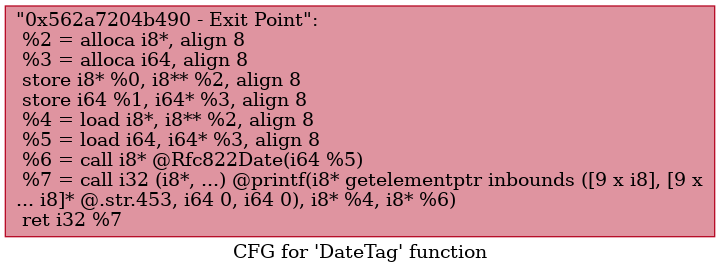 "0x562a7204b490 - Exit Point":
%2 = alloca i8*, align 8
%3 = alloca i64, align 8
store i8* %0, i8** %2, align 8
store i64 %1, i64* %3, align 8
%4 = load i8*, i8** %2, align 8
%5 = load i64, i64* %3, align 8
%6 = call i8* @Rfc822Date(i64 %5)
%7 = call i32 (i8*, ...) @printf(i8* getelementptr inbounds ([9 x i8], [9 x
... i8]* @.str.453, i64 0, i64 0), i8* %4, i8* %6)
ret i32 %7
CFG for 'DateTag' function